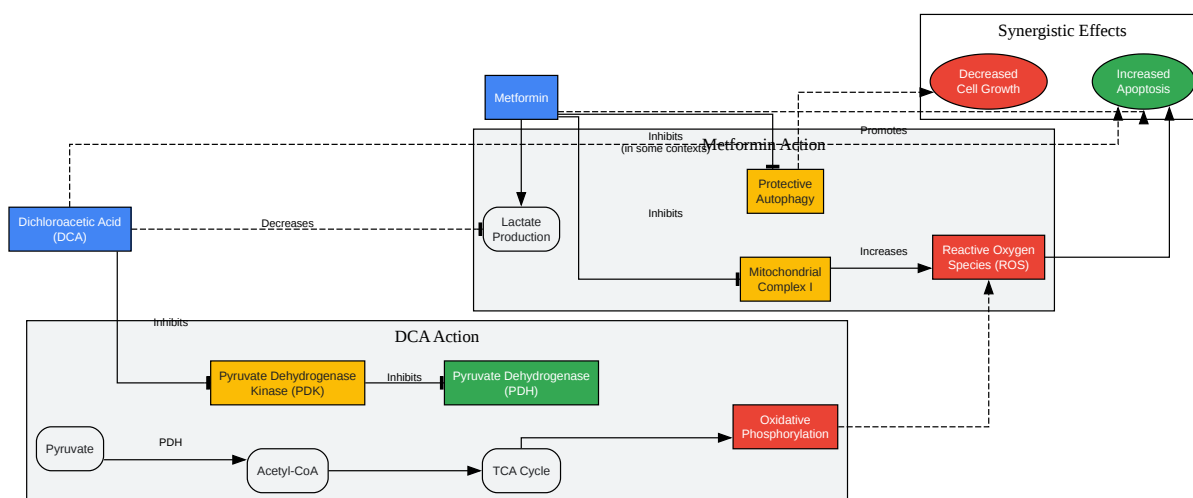 Synergistic Effects
Decreased
Cell Growth
Increased
Apoptosis
Metformin
Promotes
Inhibits
(in some contexts)
Metformin Action
Protective
Autophagy
Dichloroacetic Acid
(DCA)
Decreases
Lactate
Production
Inhibits
Mitochondrial
Complex I
Increases
Reactive Oxygen
Species (ROS)
Inhibits
DCA Action
Pyruvate Dehydrogenase
Kinase (PDK)
Inhibits
Pyruvate Dehydrogenase
(PDH)
Oxidative
Phosphorylation
Pyruvate
PDH
Acetyl-CoA
TCA Cycle